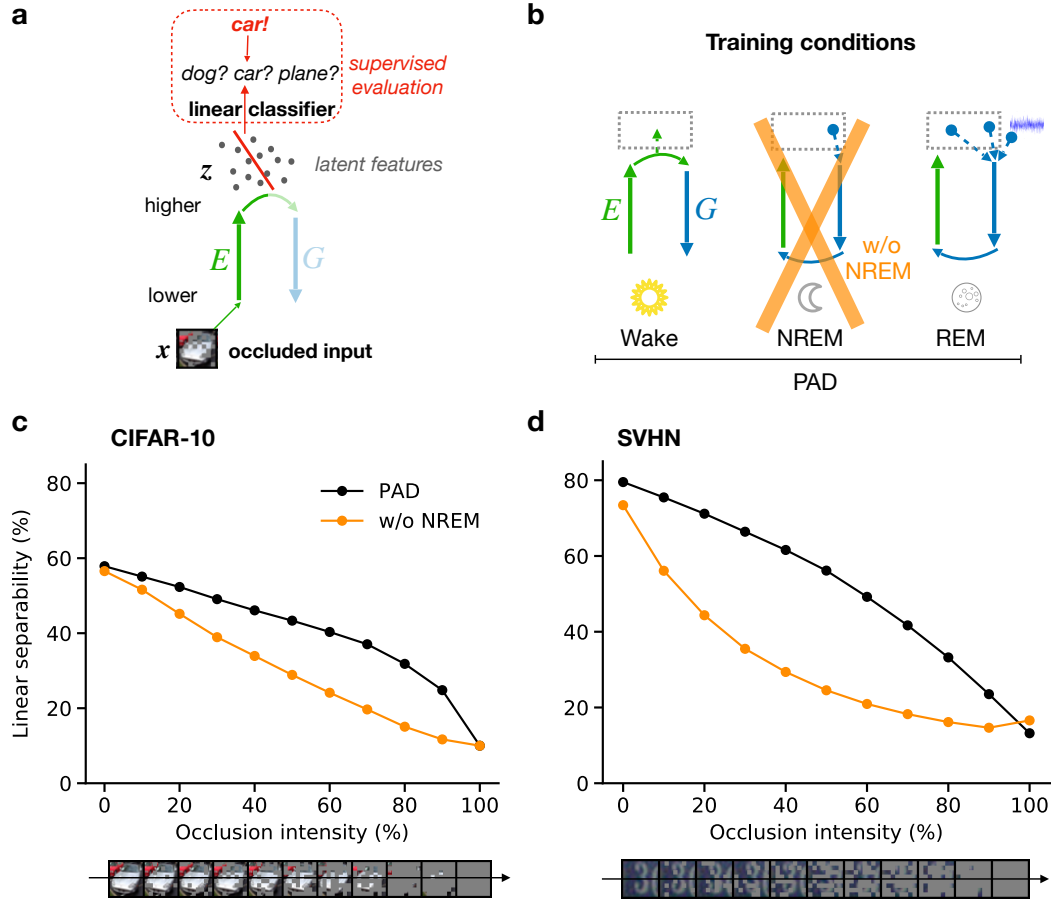 a
car!
dog? car? plane?
supervised
evaluation
linear classifier
z
latent features
higher
E
G
lower
x
occluded input
b
Training conditions
E
G
w/o
NREM
Wake
NREM
REM
PAD
c
CIFAR-10
PAD
w/o NREM
Linear separability (%)
80
60
40
20
0
0 20 40 60 80 100
Occlusion intensity (%)
d
SVHN
80
60
40
20
0
0 20 40 60 80 100
Occlusion intensity (%)